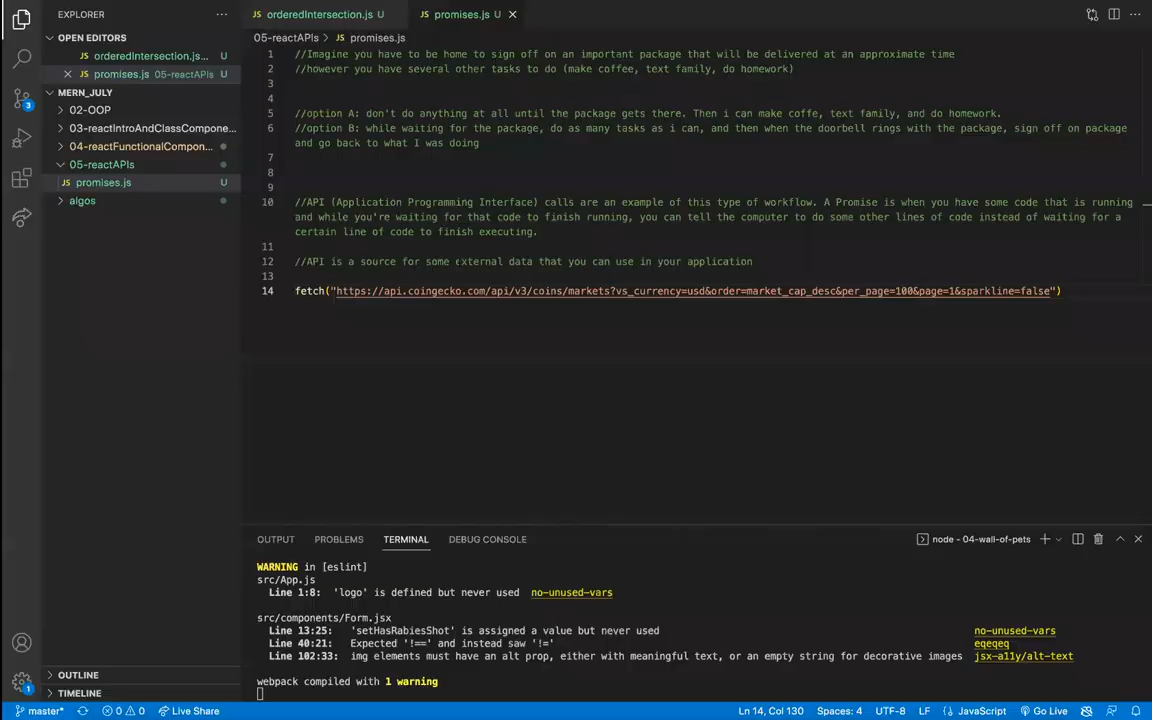 EXPLORER
···
JS orderedIntersection.js U
JS promises.js U
OPEN EDITORS
JS orderedIntersection.js... U
JS promises.js 05-reactAPIs U
MERN_JULY
02-OOP
03-reactIntroAndClassCompone...
04-reactFunctionalCompon...
05-reactAPIs
JS promises.js U
algos
OUTLINE
TIMELINE
05-reactAPIs > JS promises.js
1 //Imagine you have to be home to sign off on an important package that will be delivered at an approximate time
2 //however you have several other tasks to do (make coffee, text family, do homework)
3
4
5 //option A: don't do anything at all until the package gets there. Then i can make coffe, text family, and do homework.
6 //option B: while waiting for the package, do as many tasks as i can, and then when the doorbell rings with the package, sign off on package
and go back to what I was doing
7
8
9
10 //API (Application Programming Interface) calls are an example of this type of workflow. A Promise is when you have some code that is running
and while you're waiting for that code to finish running, you can tell the computer to do some other lines of code instead of waiting for a
certain line of code to finish executing.
11
12 //API is a source for some external data that you can use in your application
13
14 fetch("https://api.coingecko.com/api/v3/coins/markets?vs_currency=usd&order=market_cap_desc&per_page=100&page=1&sparkline=false")
OUTPUT PROBLEMS TERMINAL DEBUG CONSOLE
node - 04-wall-of-pets
WARNING in [eslint]
src/App.js
Line 1:8: 'logo' is defined but never used no-unused-vars
src/components/Form.jsx
Line 13:25: 'setHasRabiesShot' is assigned a value but never used no-unused-vars
Line 40:21: Expected '!==' and instead saw '!=' eqeqeq
Line 102:33: img elements must have an alt prop, either with meaningful text, or an empty string for decorative images jsx-a11y/alt-text
webpack compiled with 1 warning
3
1
master* 0 0 Live Share Ln 14, Col 130 Spaces: 4 UTF-8 LF JavaScript Go Live